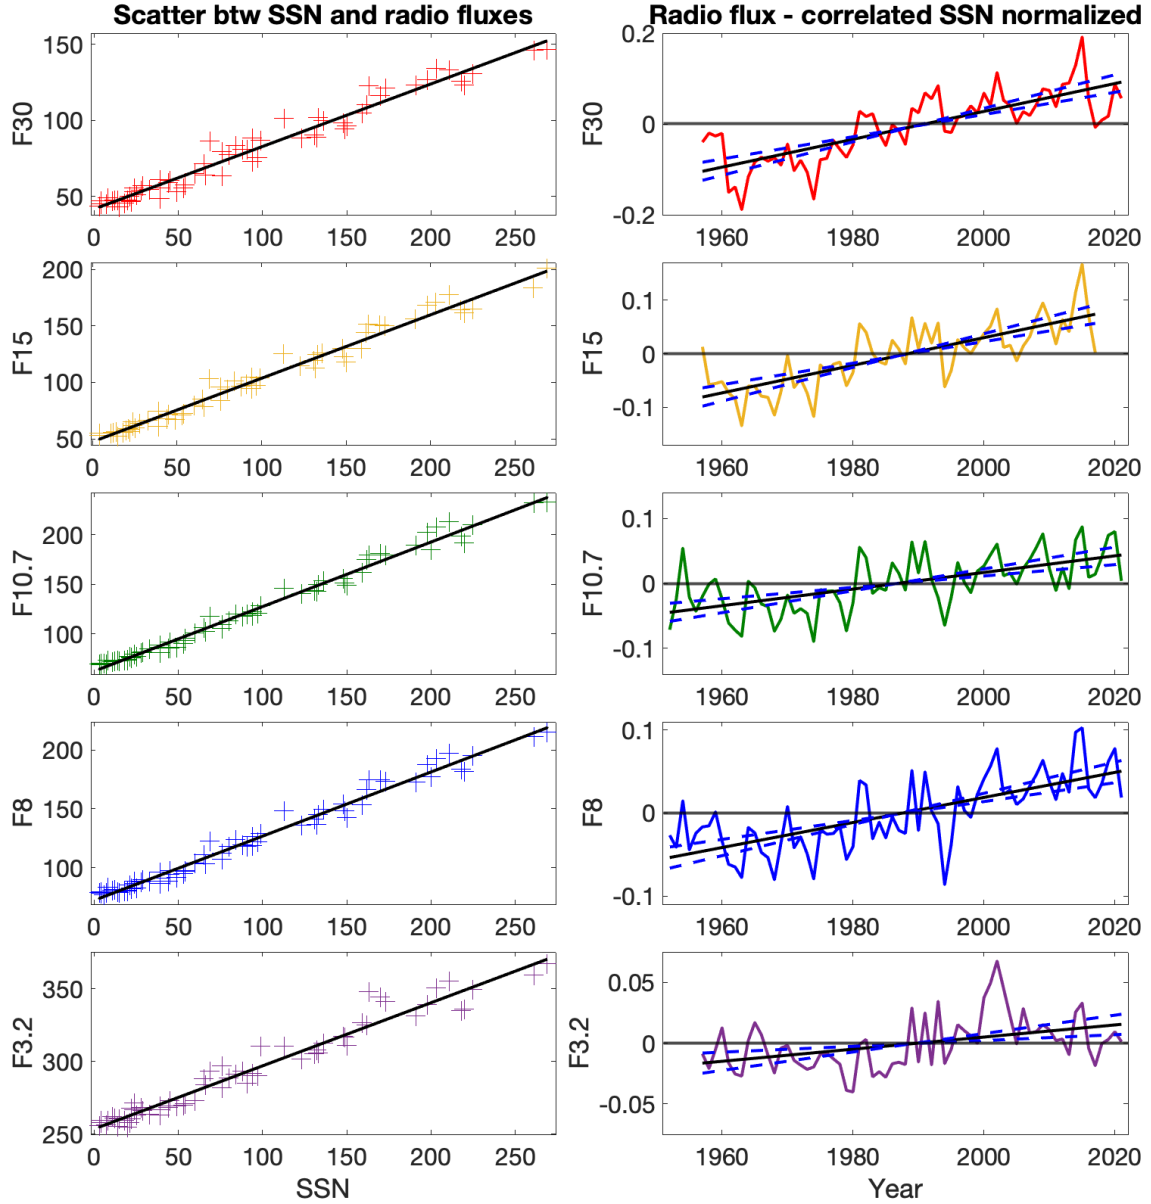 Scatter btw SSN and radio fluxes
F30
150
100
50
0 50 100 150 200 250
F15
200
150
100
50
0 50 100 150 200 250
F10.7
200
150
100
0 50 100 150 200 250
F8
200
150
100
0 50 100 150 200 250
F3.2
350
300
250
0 50 100 150 200 250
SSN
Radio flux - correlated SSN normalized
F30
0.2
0
-0.2
1960 1980 2000 2020
F15
0.1
0
-0.1
1960 1980 2000 2020
F10.7
0.1
0
-0.1
1960 1980 2000 2020
F8
0.1
0
-0.1
1960 1980 2000 2020
F3.2
0.05
0
-0.05
1960 1980 2000 2020
Year